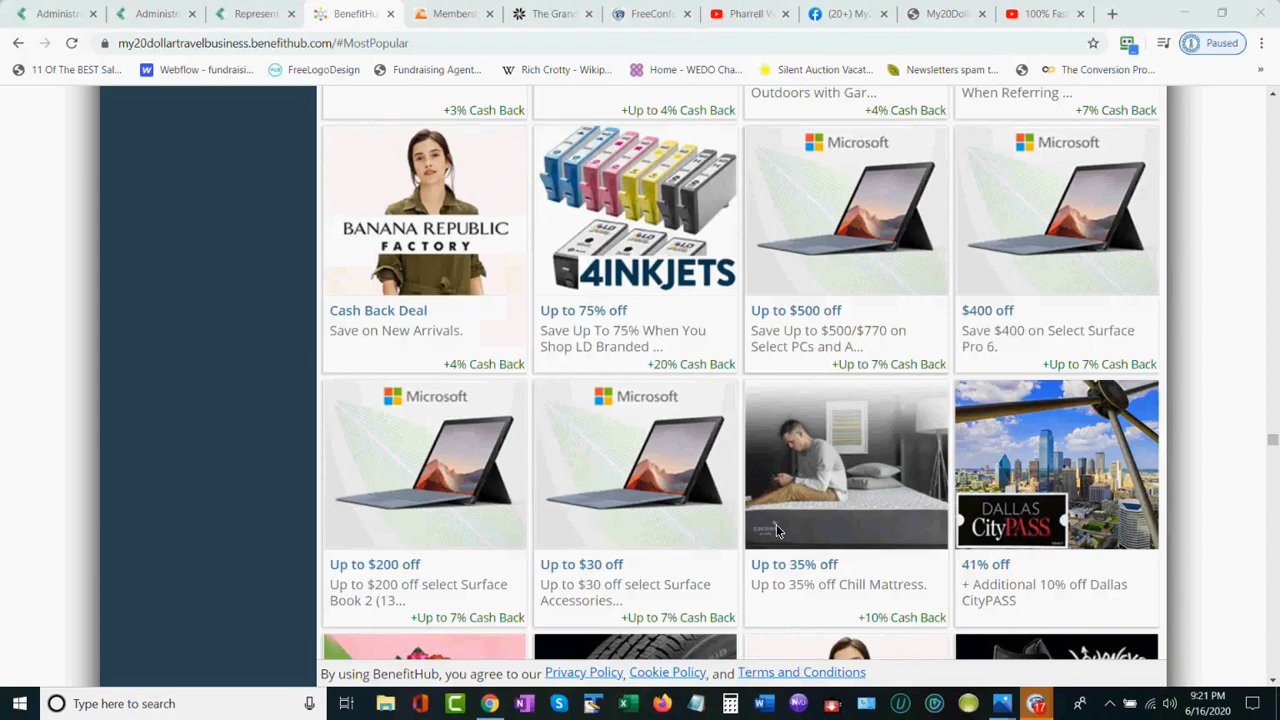 Administ
Administr
Represent
BenefitHu
Members
The Grand
FreeConf
Pharrell W
(20+) My2
My20Doll
100% Fas
my20dollartravelbusiness.benefithub.com/#MostPopular
Paused
11 Of The BEST Sal...
Webflow - fundraisi...
FreeLogoDesign
Fundraising Agent...
Rich Crotty - Wikip...
Home - WEDO Cha...
Silent Auction Vacat...
Newsletters spam t...
The Conversion Pro...
Outdoors with Gar...
When Referring ...
+3% Cash Back
+Up to 4% Cash Back
+4% Cash Back
+7% Cash Back
BANANA REPUBLIC
FACTORY
LD
LD
4INKJETS
Microsoft
Microsoft
Cash Back Deal
Up to 75% off
Up to $500 off
$400 off
Save on New Arrivals.
Save Up To 75% When You
Shop LD Branded ...
Save Up to $500/$770 on
Select PCs and A...
Save $400 on Select Surface
Pro 6.
+4% Cash Back
+20% Cash Back
+Up to 7% Cash Back
+Up to 7% Cash Back
Microsoft
Microsoft
DALLAS
CityPASS
Up to $200 off
Up to $30 off
Up to 35% off
41% off
Up to $200 off select Surface
Book 2 (13...
Up to $30 off select Surface
Accessories...
Up to 35% off Chill Mattress.
+ Additional 10% off Dallas
CityPASS
+Up to 7% Cash Back
+Up to 7% Cash Back
+10% Cash Back
By using BenefitHub, you agree to our Privacy Policy, Cookie Policy, and Terms and Conditions
Type here to search
17
9:21 PM
6/16/2020